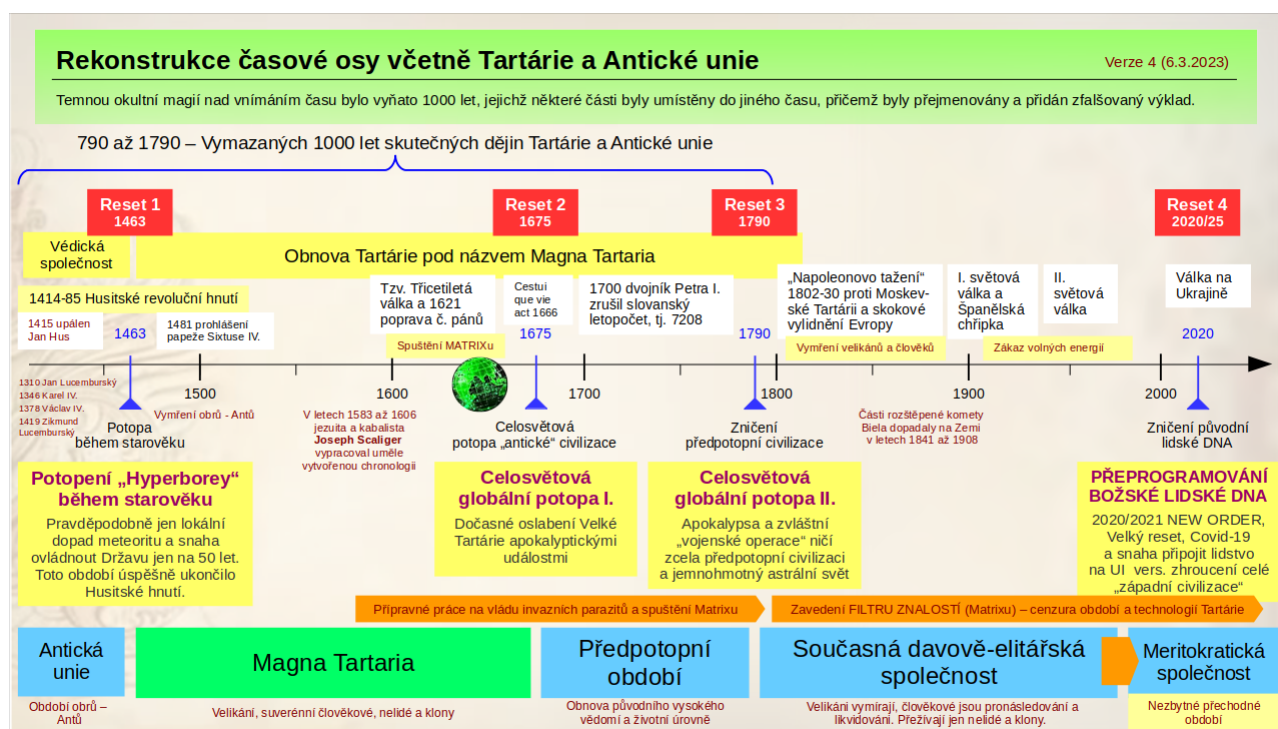 Rekonstrukce časové osy včetně Tartárie a Antické unie
Verze 4 (6.3.2023)
Temnou okultní magií nad vnímáním času bylo vyňato 1000 let, jejichž některé části byly umístěny do jiného času, přičemž byly přejmenovány a přidán zfalšovaný výklad.
790 až 1790 – Vymazaných 1000 let skutečných dějin Tartárie a Antické unie
Reset 1
1463
Reset 2
1675
Reset 3
1790
Reset 4
2020/25
Védická
společnost
Obnova Tartárie pod názvem Magna Tartaria
1414-85 Husitské revoluční hnutí
1415 upálen
Jan Hus
1463
1481 prohlášení
papeže Sixtuse IV.
Tzv. Třicetiletá
válka a 1621
poprava č. pánů
Spuštění MATRIXu
Cestui
que vie
act 1666
1675
1700 dvojník Petra I.
zrušil slovanský
letopočet, tj. 7208
1790
„Napoleonovo tažení“
1802-30 proti Moskev-
ské Tartárii a skokové
vylidnění Evropy
Vymření velikánů a člověků
I. světová
válka a
Španělská
chřipka
II.
světová
válka
Zákaz volných energií
Válka na
Ukrajině
2020
1500
1600
1700
1800
1900
2000
1310 Jan Lucemburský
1346 Karel IV.
1378 Václav IV.
1419 Zikmund
Lucemburský
Potopa
během starověku
Vymření obrů - Antů
V letech 1583 až 1606
jezuita a kabalista
Joseph Scaliger
vypracoval uměle
vytvořenou chronologii
Celosvětová
potopa „antické“ civilizace
Zničení
předpotopní civilizace
Části rozštěpené komety
Biela dopadaly na Zemi
v letech 1841 až 1908
Zničení původní
lidské DNA
Potopení „Hyperborey“
během starověku
Pravděpodobně jen lokální
dopad meteoritu a snaha
ovládnout Državu jen na 50 let.
Toto období úspěšně ukončilo
Husitské hnutí.
Celosvětová
globální potopa I.
Dočasné oslabení Velké
Tartárie apokalyptickými
událostmi
Celosvětová
globální potopa II.
Apokalypsa a zvláštní
„vojenské operace“ ničí
zcela předpotopní civilizaci
a jemnohmotný astrální svět
PŘEPROGRAMOVÁNÍ
BOŽSKÉ LIDSKÉ DNA
2020/2021 NEW ORDER,
Velký reset, Covid-19
a snaha připojit lidstvo
na UI vers. zhroucení celé
„západní civilizace“
Přípravné práce na vládu invazních parazitů a spuštění Matrixu
Zavedení FILTRU ZNALOSTÍ (Matrixu) – cenzura období a technologií Tartárie
Antická
unie
Magna Tartaria
Předpotopní
období
Současná davově-elitářská
společnost
Meritokratická
společnost
Období obrů –
Antů
Velikání, suverénní člověkové, nelidé a klony
Obnova původního vysokého
vědomí a životní úrovně
Velikáni vymírají, člověkové jsou pronásledováni a
likvidováni. Přežívají jen nelidé a klony.
Nezbytné přechodné
období